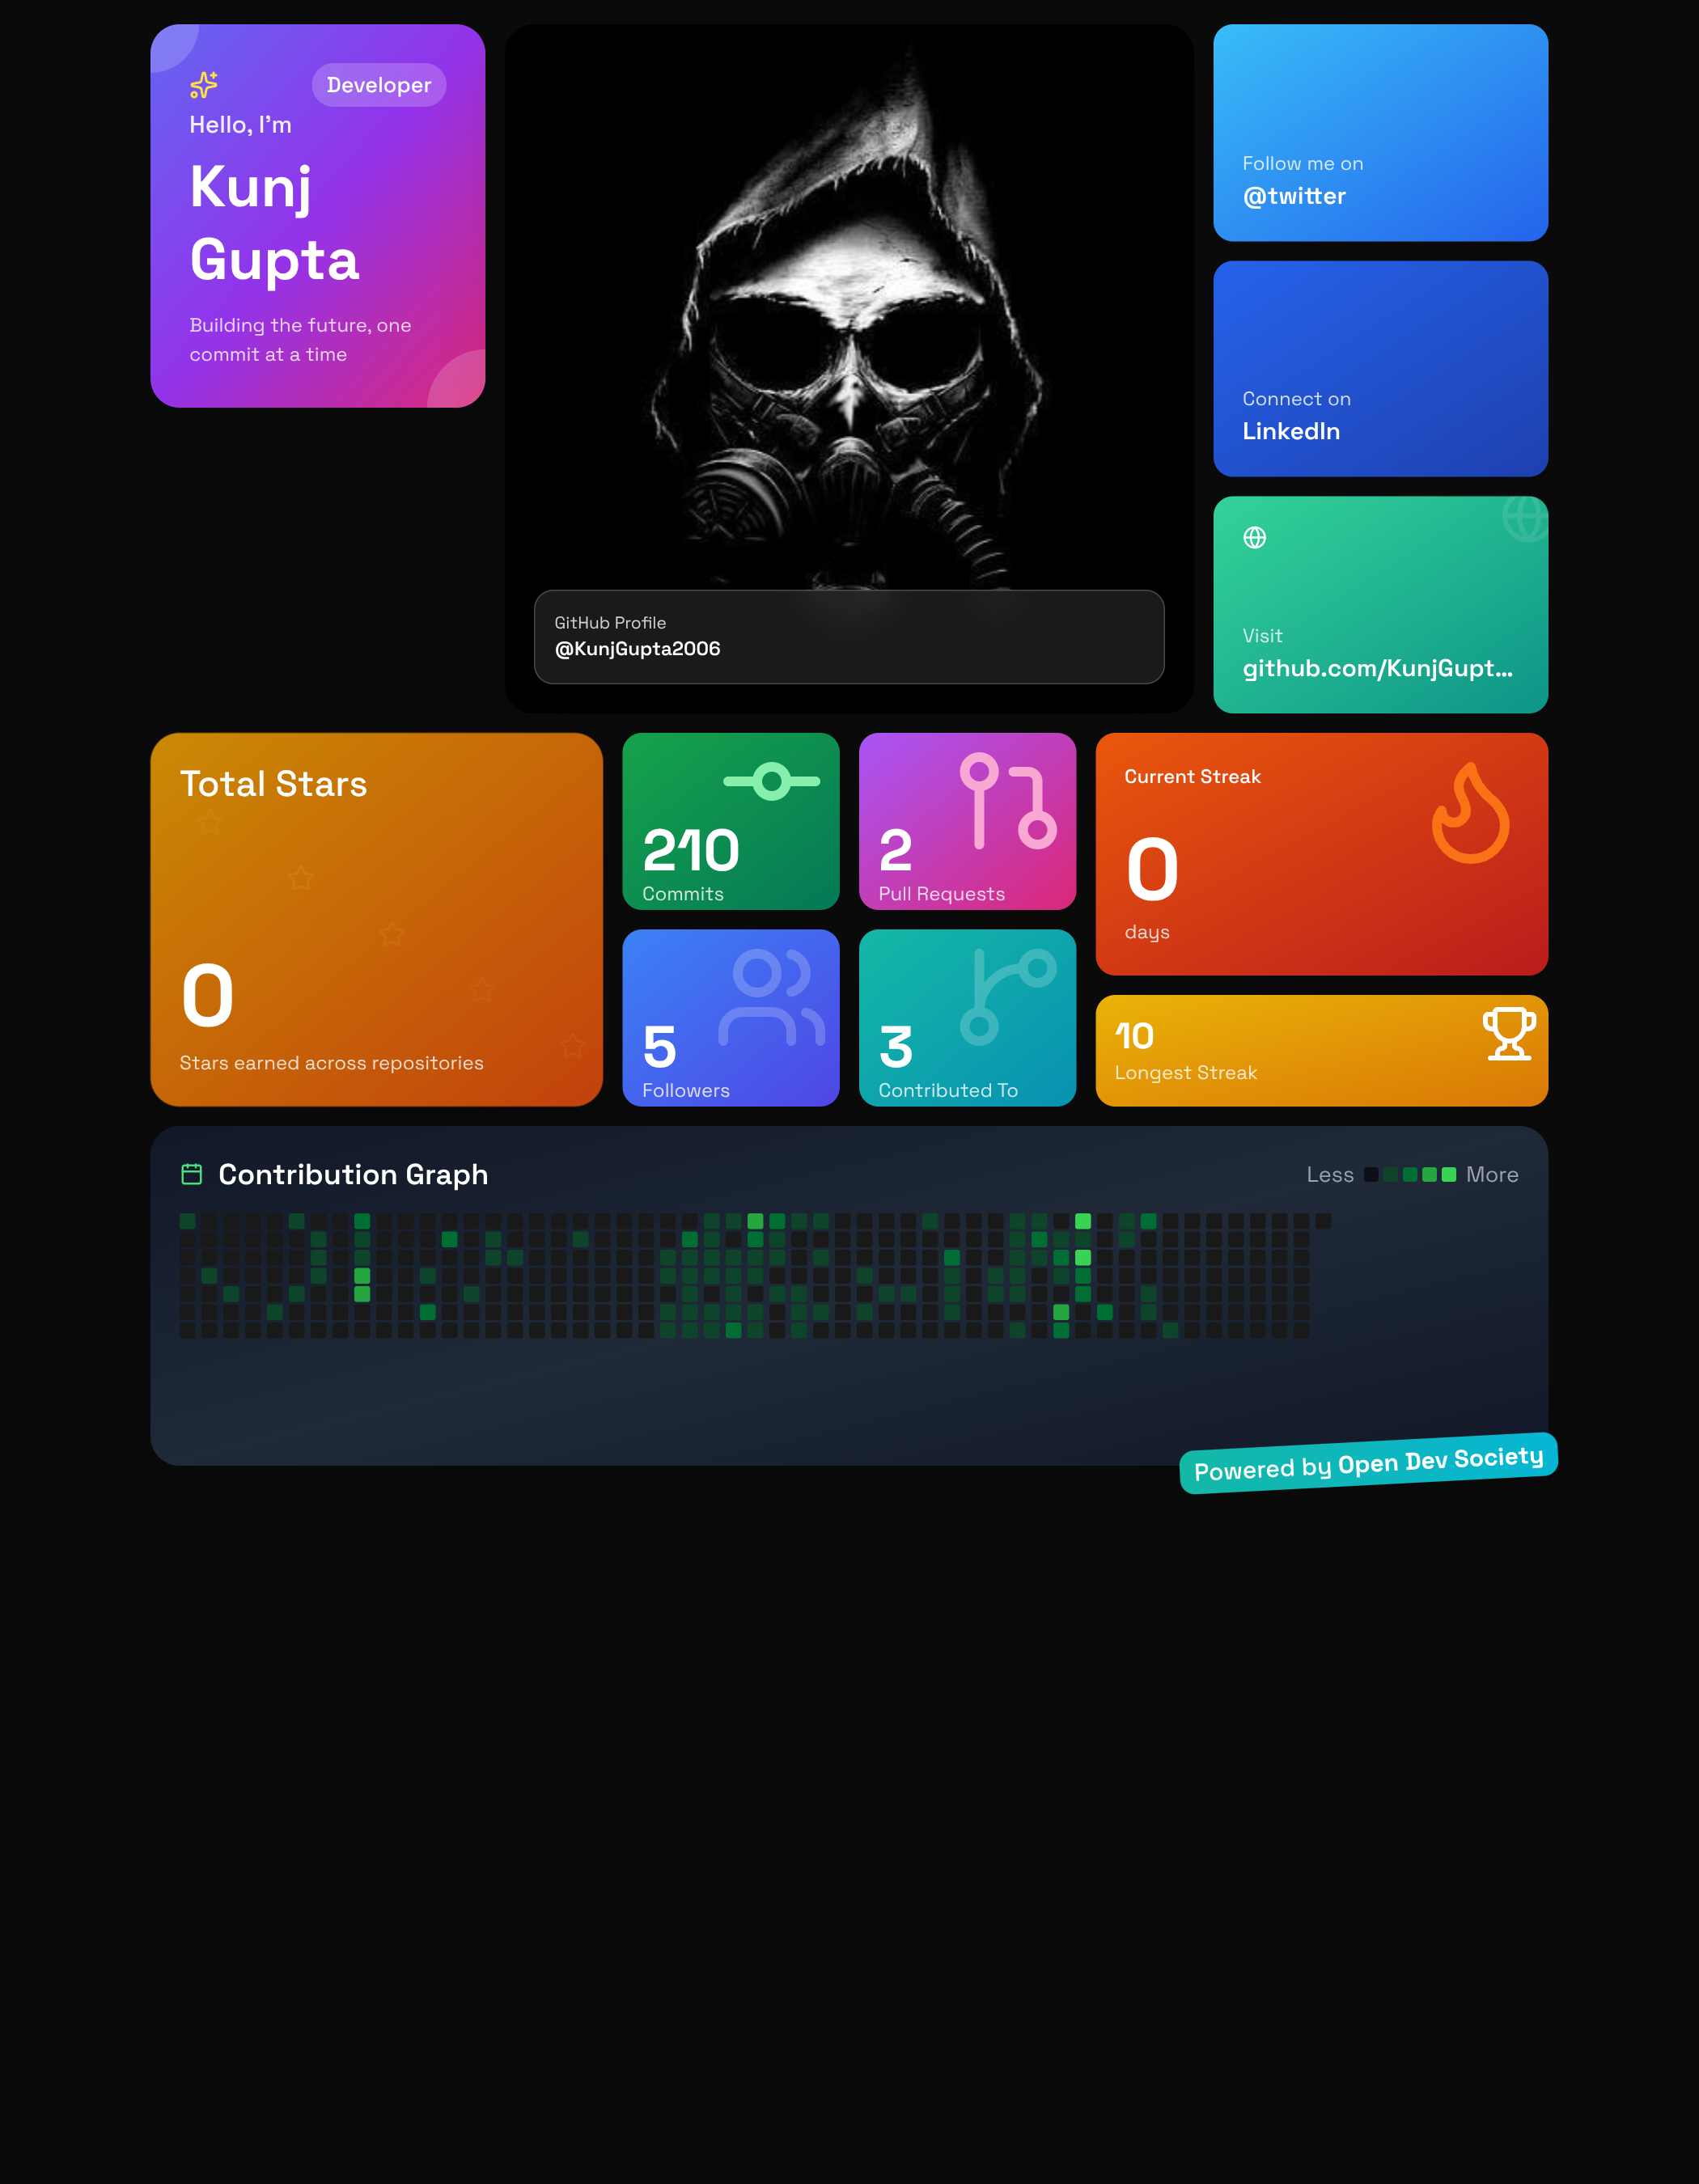 Developer
Hello, I'm
Kunj
Gupta
Building the future, one
commit at a time
GitHub Profile
@KunjGupta2006
Follow me on
@twitter
Connect on
LinkedIn
Visit
github.com/KunjGupt...
Total Stars
0
Stars earned across repositories
210
Commits
2
Pull Requests
5
Followers
3
Contributed To
Current Streak
0
days
10
Longest Streak
Contribution Graph
Less
More
Powered by Open Dev Society